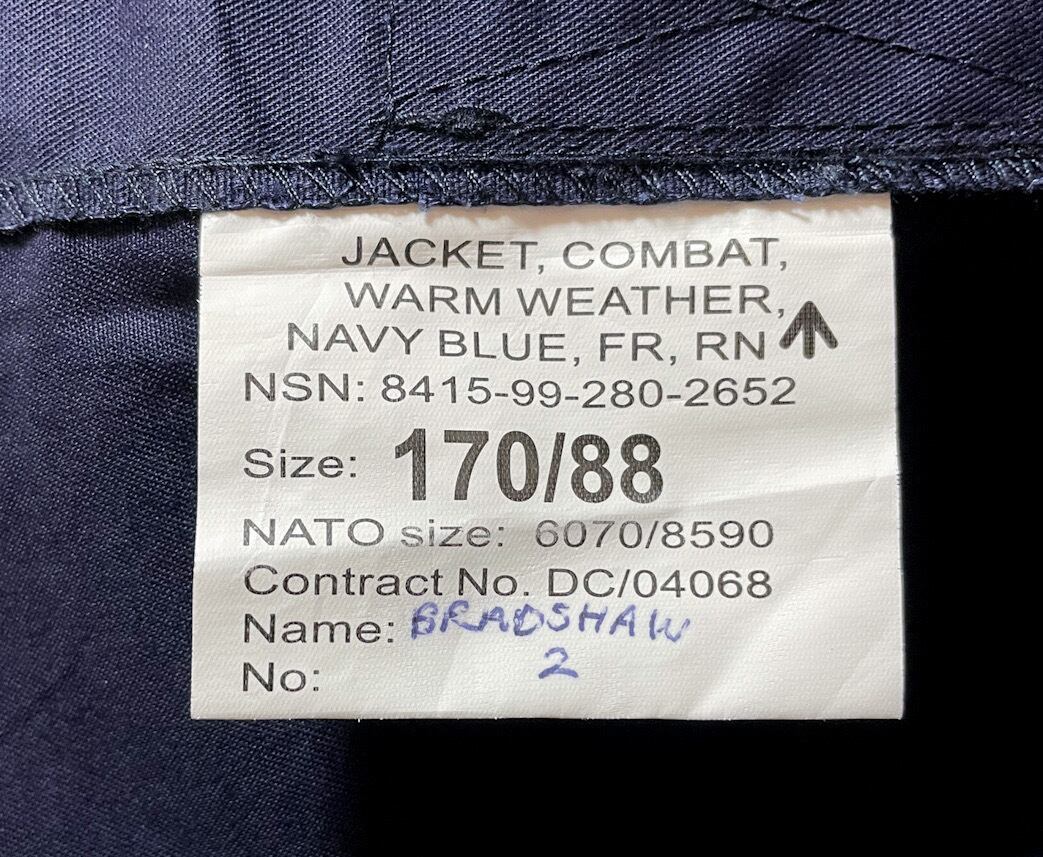 JACKET, COMBAT,
WARM WEATHER,
NAVY BLUE, FR, RN
NSN: 8415-99-280-2652
Size: 170/88
NATO size: 6070/8590
Contract No. DC/04068
Name: BRADSHAW
No: 2